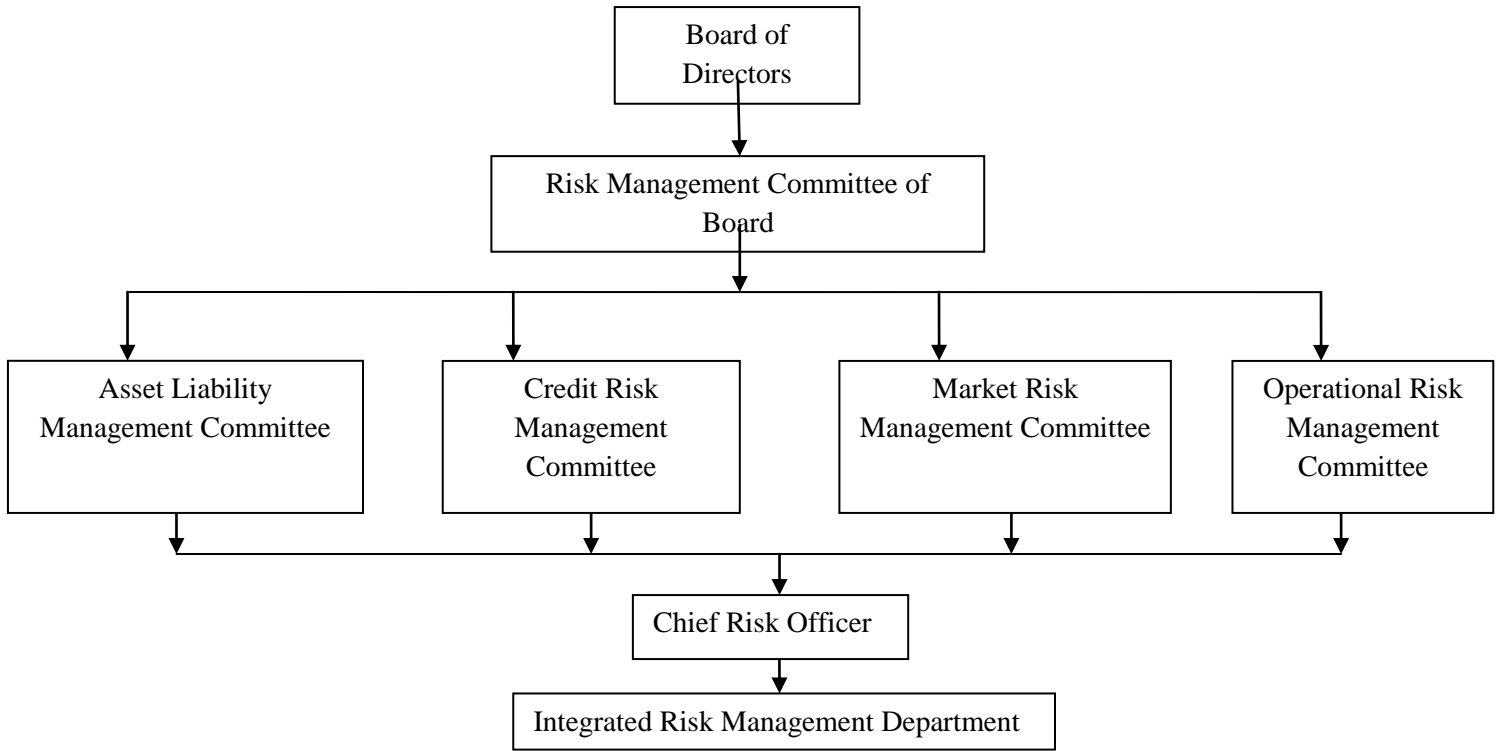 Board of
Directors
Risk Management Committee of
Board
Asset Liability
Management Committee
Credit Risk
Management
Committee
Market Risk
Management Committee
Operational Risk
Management
Committee
Chief Risk Officer
Integrated Risk Management Department